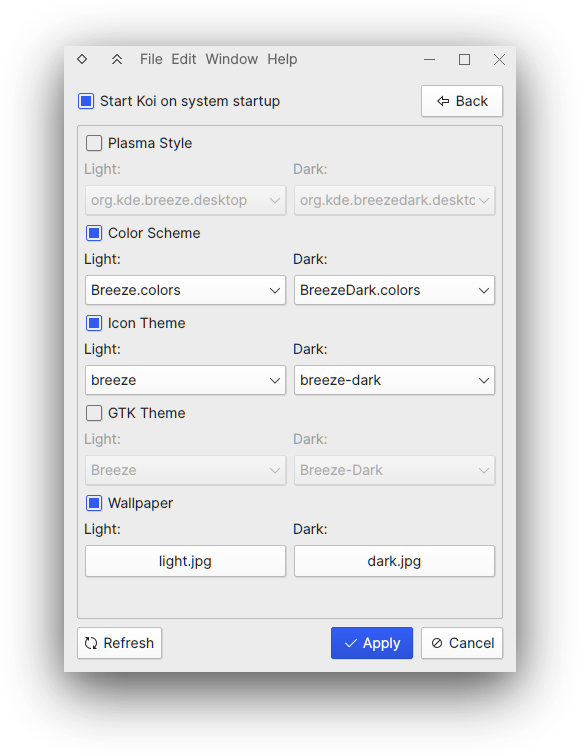 File Edit Window Help
Start Koi on system startup Back
Plasma Style
Light: Dark:
org.kde.breeze.desktop org.kde.breezedark.desktc
Color Scheme
Light: Dark:
Breeze.colors BreezeDark.colors
Icon Theme
Light: Dark:
breeze breeze-dark
GTK Theme
Light: Dark:
Breeze Breeze-Dark
Wallpaper
Light: Dark:
light.jpg dark.jpg
Refresh Apply Cancel